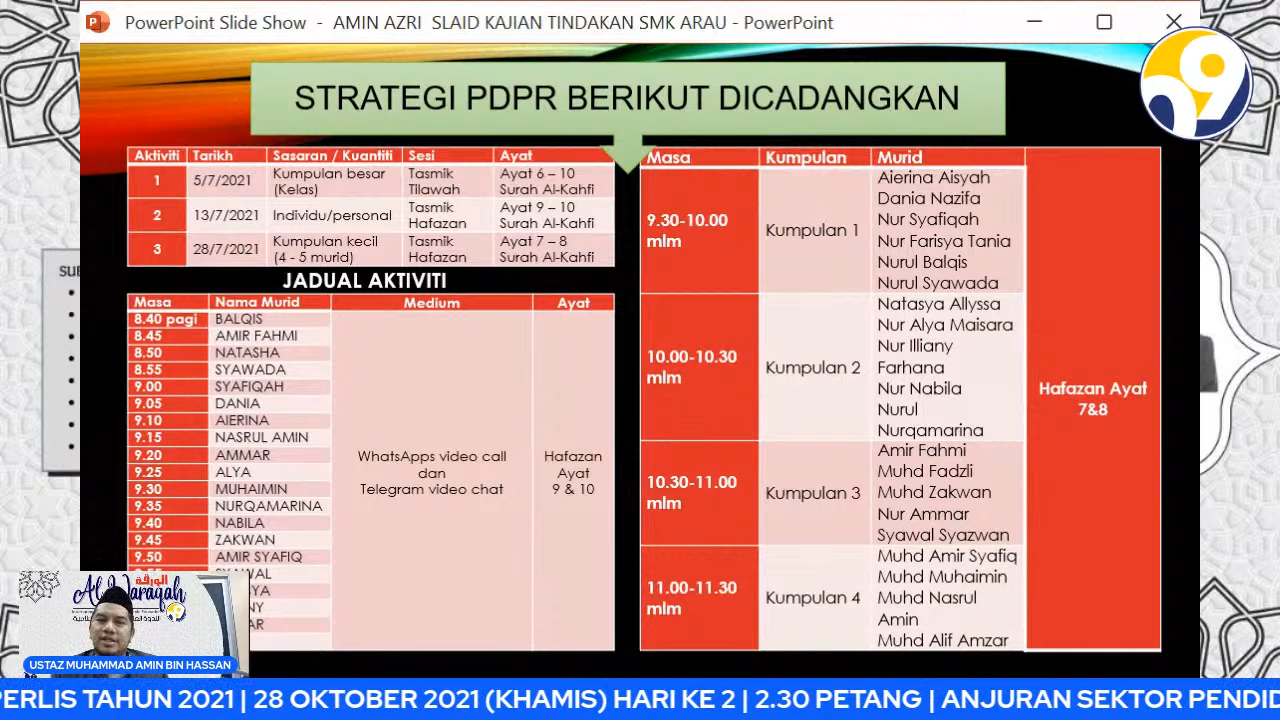 PowerPoint Slide Show - AMIN AZRI SLAID KAJIAN TINDAKAN SMK ARAU - PowerPoint
STRATEGI PDPR BERIKUT DICADANGKAN
Aktiviti Tarikh Sasaran / Kuantiti Sesi Ayat
1 5/7/2021 Kumpulan besar (Kelas) Tasmik Tilawah Ayat 6 – 10 Surah Al-Kahfi
2 13/7/2021 Individu/personal Tasmik Hafazan Ayat 9 – 10 Surah Al-Kahfi
3 28/7/2021 Kumpulan kecil (4 - 5 murid) Tasmik Hafazan Ayat 7 – 8 Surah Al-Kahfi
JADUAL AKTIVITI
Masa Nama Murid Medium Ayat
8.40 pagi BALQIS
8.45 AMIR FAHMI
8.50 NATASHA
8.55 SYAWADA
9.00 SYAFIQAH
9.05 DANIA
9.10 AIERINA
9.15 NASRUL AMIN
9.20 AMMAR
9.25 ALYA
9.30 MUHAIMIN
9.35 NURQAMARINA
9.40 NABILA
9.45 ZAKWAN
9.50 AMIR SYAFIQ
WhatsApps video call
dan
Telegram video chat
Hafazan
Ayat
9 & 10
Masa Kumpulan Murid
9.30-10.00
mlm
Kumpulan 1
Aierina Aisyah
Dania Nazifa
Nur Syafiqah
Nur Farisya Tania
Nurul Balqis
Nurul Syawada
10.00-10.30
mlm
Kumpulan 2
Natasya Allyssa
Nur Alya Maisara
Nur Illiany
Farhana
Nur Nabila
Nurul
Nurqamarina
10.30-11.00
mlm
Kumpulan 3
Amir Fahmi
Muhd Fadzli
Muhd Zakwan
Nur Ammar
Syawal Syazwan
11.00-11.30
mlm
Kumpulan 4
Muhd Amir Syafiq
Muhd Muhaimin
Muhd Nasrul
Amin
Muhd Alif Amzar
Hafazan Ayat
7&8
الورقة
Al-Waraqah
USTAZ MUHAMMAD AMIN BIN HASSAN
PERLIS TAHUN 2021 | 28 OKTOBER 2021 (KHAMIS) HARI KE 2 | 2.30 PETANG | ANJURAN SEKTOR